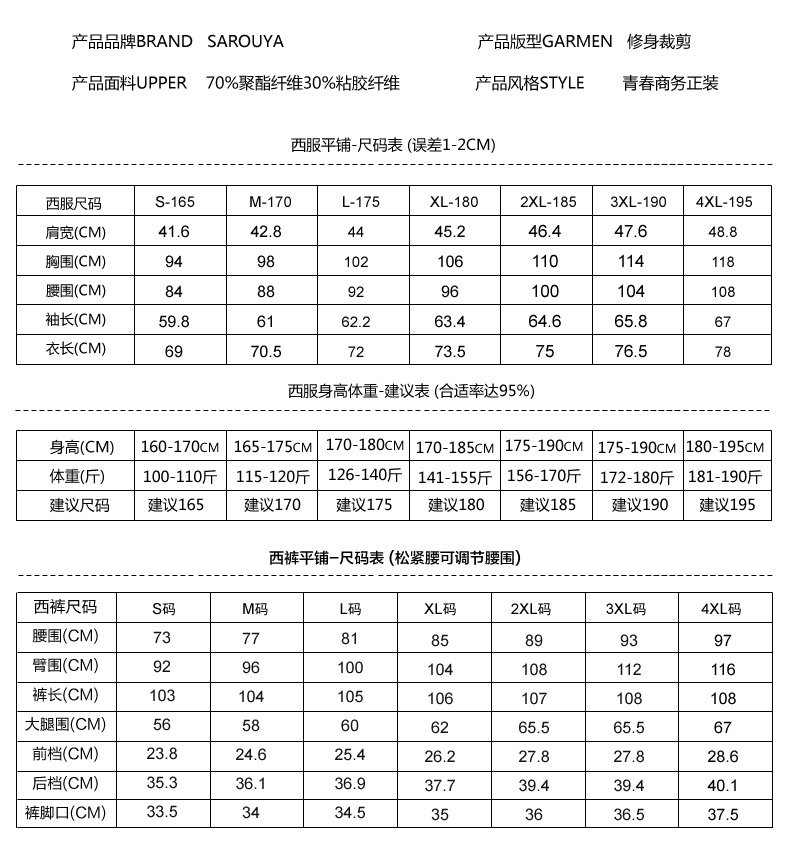 产品品牌BRAND SAROUYA 产品版型GARMEN 修身裁剪
产品面料UPPER 70%聚酯纤维30%粘胶纤维 产品风格STYLE 青春商务正装
西服平铺-尺码表 (误差1-2CM)
西服尺码 S-165 M-170 L-175 XL-180 2XL-185 3XL-190 4XL-195
肩宽(CM) 41.6 42.8 44 45.2 46.4 47.6 48.8
胸围(CM) 94 98 102 106 110 114 118
腰围(CM) 84 88 92 96 100 104 108
袖长(CM) 59.8 61 62.2 63.4 64.6 65.8 67
衣长(CM) 69 70.5 72 73.5 75 76.5 78
西服身高体重-建议表 (合适率达95%)
身高(CM) 160-170CM 165-175CM 170-180CM 170-185CM 175-190CM 175-190CM 180-195CM
体重(斤) 100-110斤 115-120斤 126-140斤 141-155斤 156-170斤 172-180斤 181-190斤
建议尺码 建议165 建议170 建议175 建议180 建议185 建议190 建议195
西裤平铺–尺码表 (松紧腰可调节腰围)
西裤尺码 S码 M码 L码 XL码 2XL码 3XL码 4XL码
腰围(CM) 73 77 81 85 89 93 97
臂围(CM) 92 96 100 104 108 112 116
裤长(CM) 103 104 105 106 107 108 108
大腿围(CM) 56 58 60 62 65.5 65.5 67
前档(CM) 23.8 24.6 25.4 26.2 27.8 27.8 28.6
后档(CM) 35.3 36.1 36.9 37.7 39.4 39.4 40.1
裤脚口(CM) 33.5 34 34.5 35 36 36.5 37.5